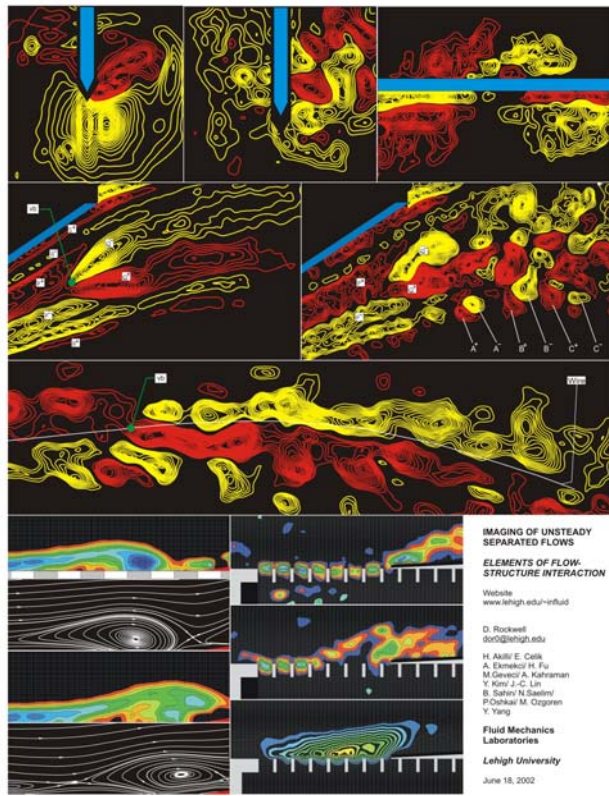 vb
A⁺
A⁻
B⁺
B⁻
C⁺
C⁻
vb
Wire
IMAGING OF UNSTEADY
SEPARATED FLOWS
ELEMENTS OF FLOW-
STRUCTURE INTERACTION
Website
www.lehigh.edu/~influid
D. Rockwell
dor0@lehigh.edu
H. Akilli/ E. Celik
A. Ekmekci/ H. Fu
M.Geveci/ A. Kahraman
Y. Kim/ J.-C. Lin
B. Sahin/ N.Saelim/
P.Oshkai/ M. Ozgoren
Y. Yang
Fluid Mechanics
Laboratories
Lehigh University
June 18, 2002